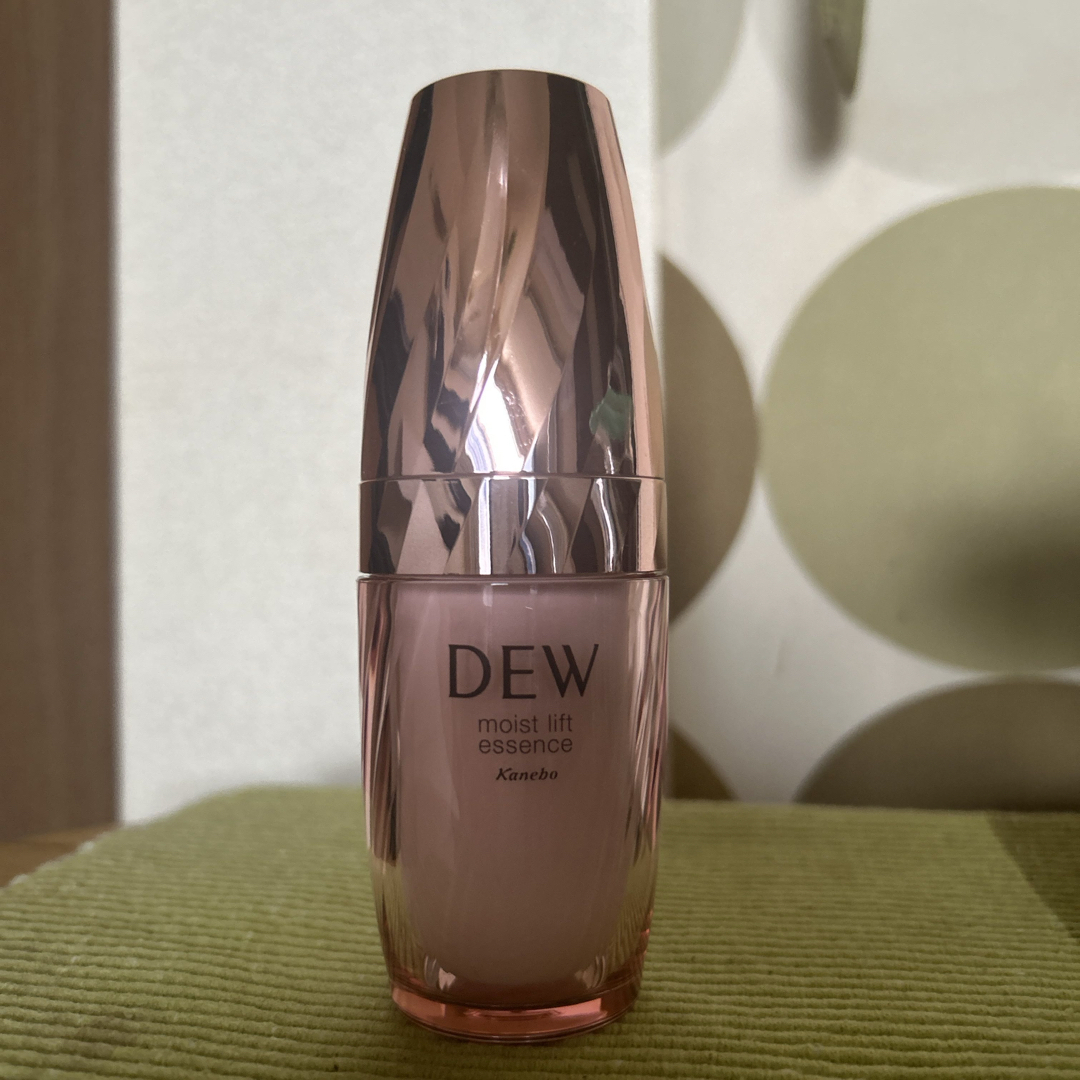 DEW
moist lift
essence
Kanebo